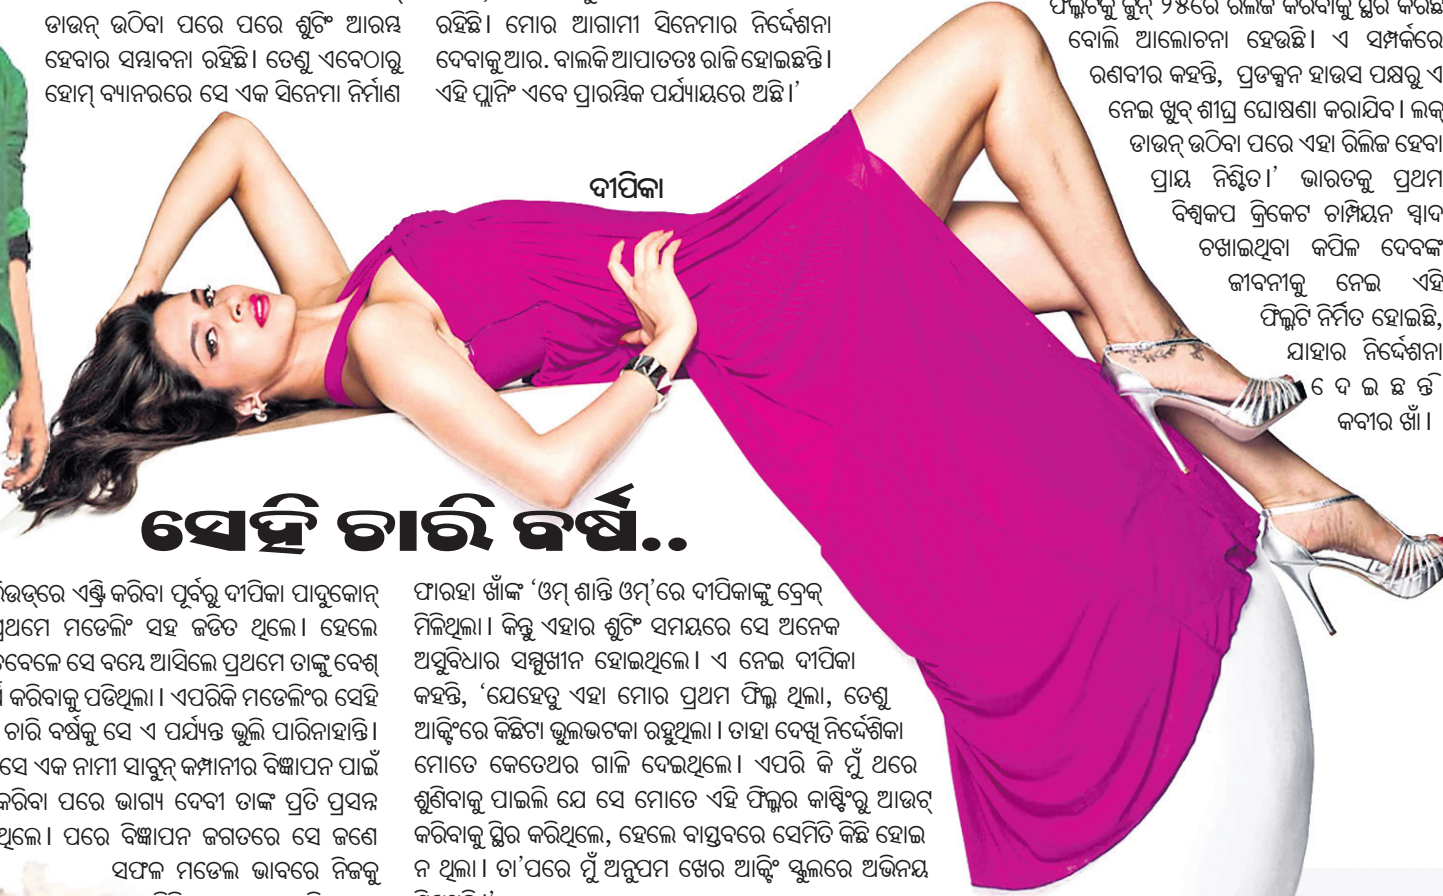 ଡାଉନ୍ ଉଠିବା ପରେ ପରେ ଶୁଟିଂ ଆରମ୍ଭ
ହେବାର ସମ୍ଭାବନା ରହିଛି। ତେଣୁ ଏବେଠାରୁ
ହୋମ୍ ବ୍ୟାନରରେ ସେ ଏକ ସିନେମା ନିର୍ମାଣ
ରହିଛି। ମୋର ଆଗାମୀ ସିନେମାର ନିର୍ଦ୍ଦେଶନା
ଦେବାକୁ ଆର. ବାଲକି ଆପାତତଃ ରାଜି ହୋଇଛନ୍ତି।
ଏହି ପ୍ଲାନିଂ ଏବେ ପ୍ରାରମ୍ଭିକ ପର୍ଯ୍ୟାୟରେ ଅଛି।’
ଫିଲ୍ମଟିକୁ ଜୁନ୍ ୨୫ରେ ରିଲିଜ କରିବାକୁ ସ୍ଥିର କରିଛି
ବୋଲି ଆଲୋଚନା ହେଉଛି। ଏ ସମ୍ପର୍କରେ
ରଣବୀର କହନ୍ତି, ପ୍ରଡକ୍ସନ ହାଉସ ପକ୍ଷରୁ ଏ
ନେଇ ଖୁବ୍ ଶୀଘ୍ର ଘୋଷଣା କରାଯିବ। ଲକ୍
ଡାଉନ୍ ଉଠିବା ପରେ ଏହା ରିଲିଜ ହେବା
ପ୍ରାୟ ନିଶ୍ଚିତ।’ ଭାରତକୁ ପ୍ରଥମ
ବିଶ୍ୱକପ କ୍ରିକେଟ ଚାମ୍ପିୟନ ସ୍ୱାଦ
ଚଖାଇଥିବା କପିଳ ଦେବଙ୍କ
ଜୀବନୀକୁ ନେଇ ଏହି
ଫିଲ୍ମଟି ନିର୍ମିତ ହୋଇଛି,
ଯାହାର ନିର୍ଦ୍ଦେଶନା
ଦେଇଛନ୍ତି
କବୀର ଖାଁ।
ଦୀପିକା
ସେହି ଚାରି ବର୍ଷ..
ରେ ଏଣ୍ଟ୍ରି କରିବା ପୂର୍ବରୁ ଦୀପିକା ପାଦୁକୋନ୍
ପ୍ରଥମେ ମଡେଲିଂ ସହ ଜଡିତ ଥିଲେ। ହେଲେ
ସେ ବମ୍ବେ ଆସିଲେ ପ୍ରଥମେ ତାଙ୍କୁ ବେଶ୍
କରିବାକୁ ପଡିଥିଲା। ଏପରିକି ମଡେଲିଂର ସେହି
ଚାରି ବର୍ଷକୁ ସେ ଏ ପର୍ଯ୍ୟନ୍ତ ଭୁଲି ପାରିନାହାନ୍ତି।
ସେ ଏକ ନାମୀ ସାବୁନ୍ କମ୍ପାନୀର ବିଜ୍ଞାପନ ପାଇଁ
କରିବା ପରେ ଭାଗ୍ୟ ଦେବୀ ତାଙ୍କ ପ୍ରତି ପ୍ରସନ୍ନ
ଥିଲେ। ପରେ ବିଜ୍ଞାପନ ଜଗତରେ ସେ ଜଣେ
ସଫଳ ମଡେଲ ଭାବରେ ନିଜକୁ
ଫାରହା ଖାଁଙ୍କ ‘ଓମ୍ ଶାନ୍ତି ଓମ୍’ରେ ଦୀପିକାଙ୍କୁ ବ୍ରେକ୍
ମିଳିଥିଲା। କିନ୍ତୁ ଏହାର ଶୁଟିଂ ସମୟରେ ସେ ଅନେକ
ଅସୁବିଧାର ସମ୍ମୁଖୀନ ହୋଇଥିଲେ। ଏ ନେଇ ଦୀପିକା
କହନ୍ତି, ‘ଯେହେତୁ ଏହା ମୋର ପ୍ରଥମ ଫିଲ୍ମ ଥିଲା, ତେଣୁ
ଆକ୍ଟିଂରେ କିଛିଟା ଭୁଲଭଟକା ରହୁଥିଲା। ତାହା ଦେଖି ନିର୍ଦ୍ଦେଶିକା
ମୋତେ କେତେଥର ଗାଳି ଦେଇଥିଲେ। ଏପରି କି ମୁଁ ଥରେ
ଶୁଣିବାକୁ ପାଇଲି ଯେ ସେ ମୋତେ ଏହି ଫିଲ୍ମର କାଷ୍ଟିଂରୁ ଆଉଟ୍
କରିବାକୁ ସ୍ଥିର କରିଥିଲେ, ହେଲେ ବାସ୍ତବରେ ସେମିତି କିଛି ହୋଇ
ନ ଥିଲା। ତା’ପରେ ମୁଁ ଅନୁପମ ଖେର ଆକ୍ଟିଂ ସ୍କୁଲରେ ଅଭିନୟ